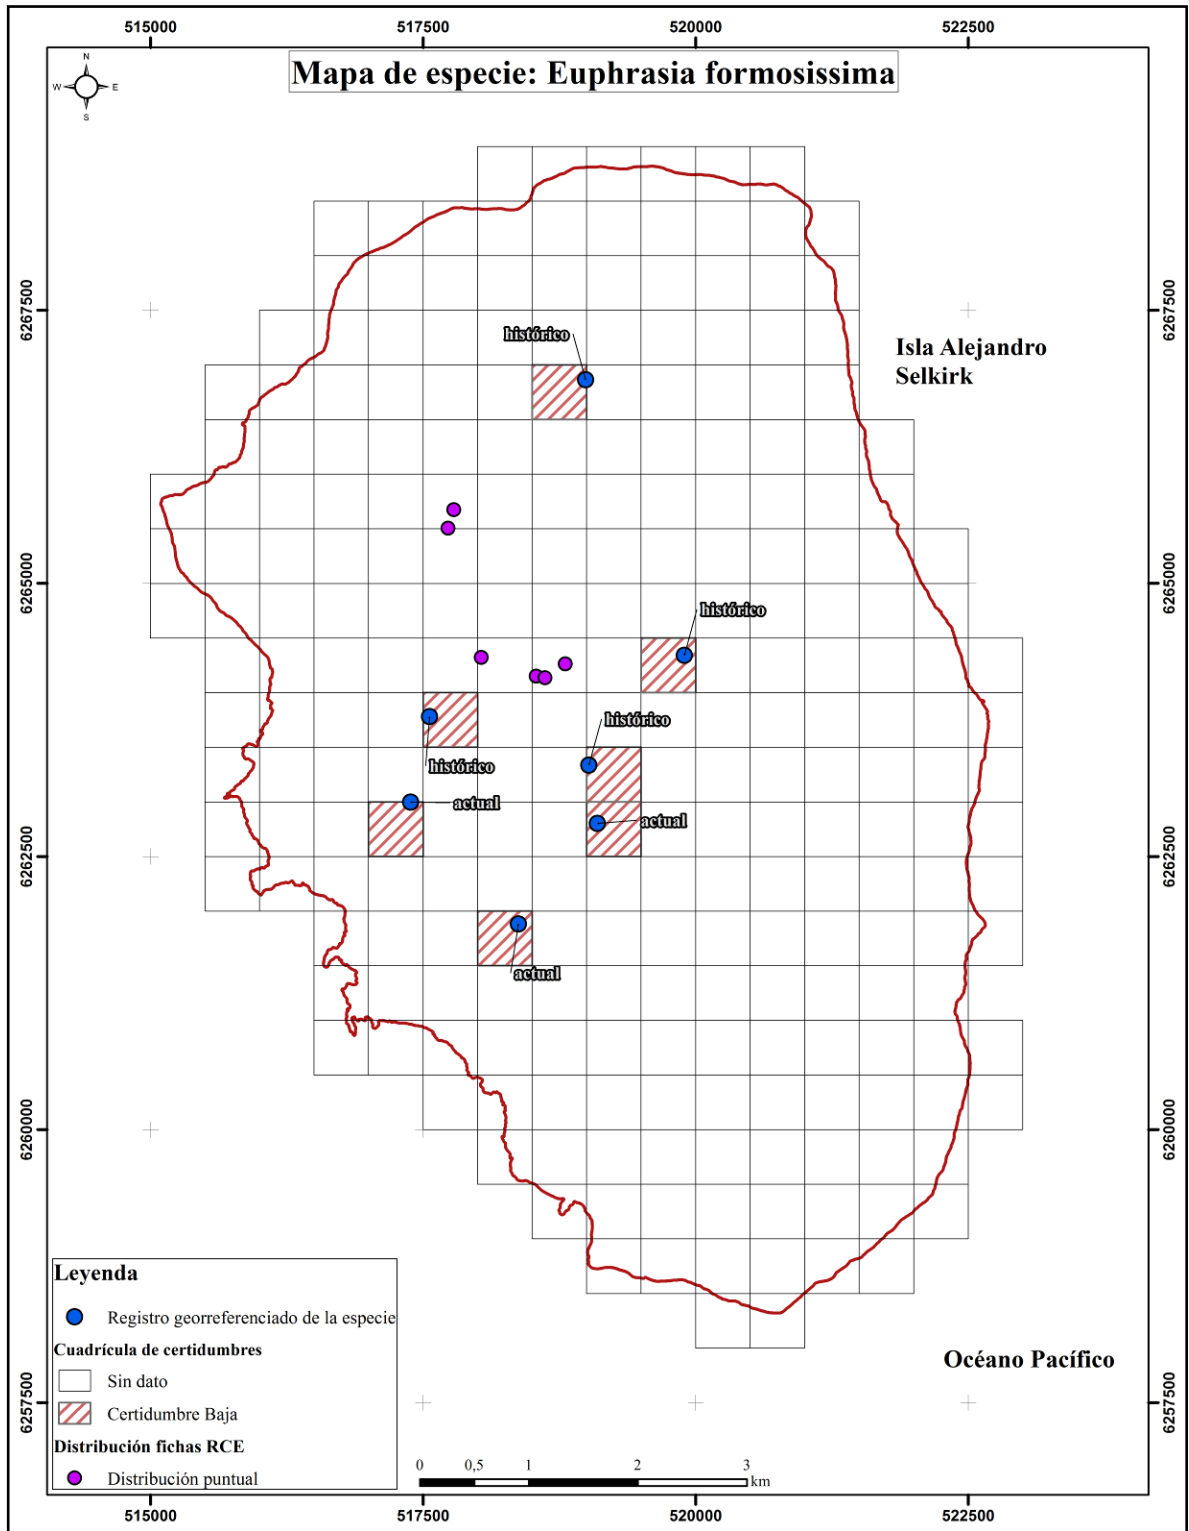 515000 517500 520000 522500
Mapa de especie: Euphrasia formosissima
N
W E
S
6267500 6267500
histórico
Isla Alejandro
Selkirk
6265000 6265000
histórico
histórico
histórico
actual
actual
6262500 6262500
actual
6260000 6260000
Leyenda
Registro georreferenciado de la especie
Cuadrícula de certidumbres
Sin dato
Certidumbre Baja
Distribución fichas RCE
Distribución puntual
Océano Pacífico
6257500 6257500
0 0,5 1 2 3
km
515000 517500 520000 522500